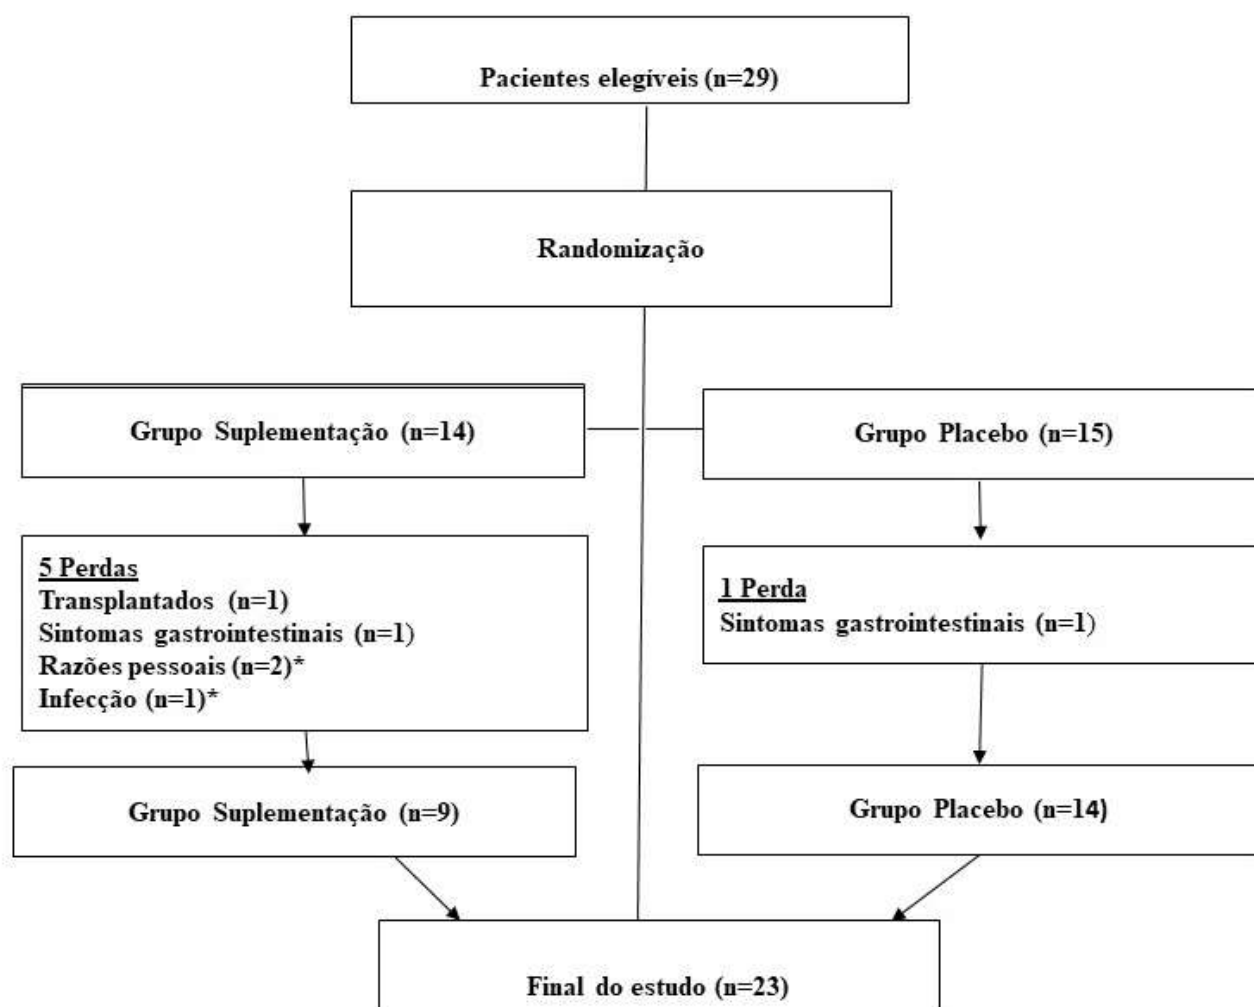 Pacientes elegíveis (n=29)
Randomização
Grupo Suplementação (n=14)
Grupo Placebo (n=15)
5 Perdas
Transplantados (n=1)
Sintomas gastrointestinais (n=1)
Razões pessoais (n=2)*
Infecção (n=1)*
1 Perda
Sintomas gastrointestinais (n=1)
Grupo Suplementação (n=9)
Grupo Placebo (n=14)
Final do estudo (n=23)